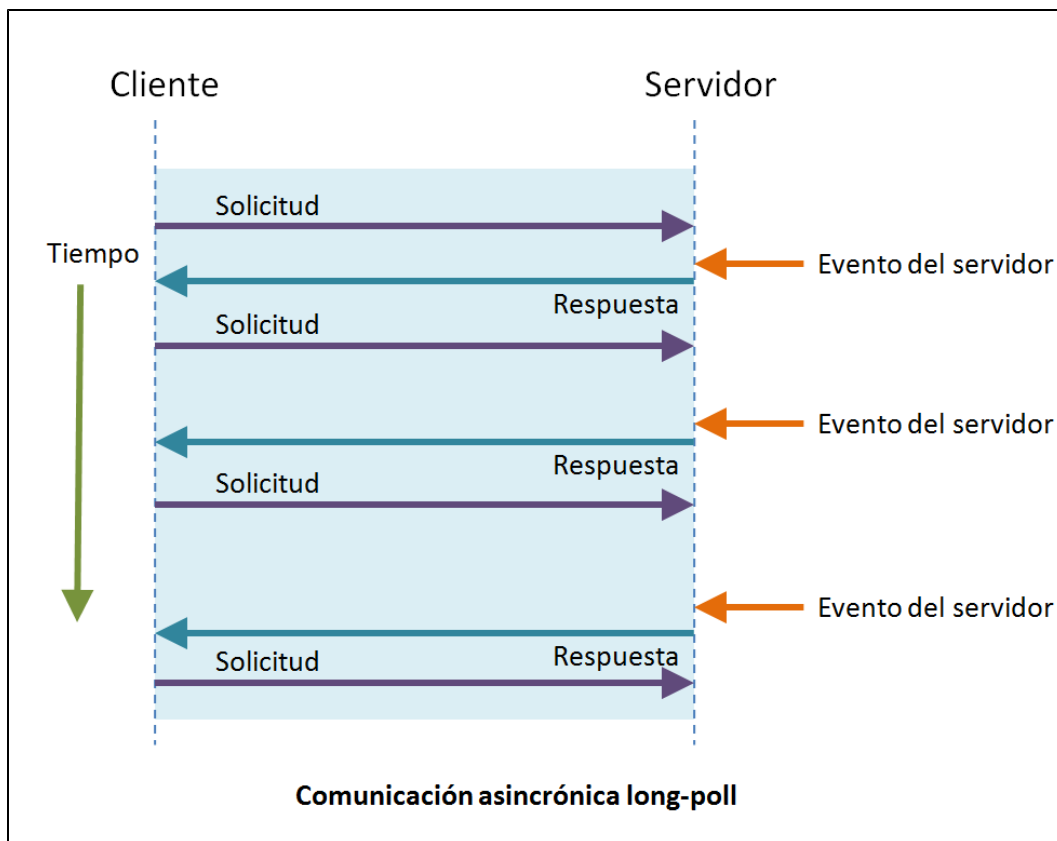 Cliente
Servidor
Solicitud
Tiempo
Evento del servidor
Respuesta
Solicitud
Evento del servidor
Respuesta
Solicitud
Evento del servidor
Respuesta
Solicitud
Comunicación asincrónica long-poll